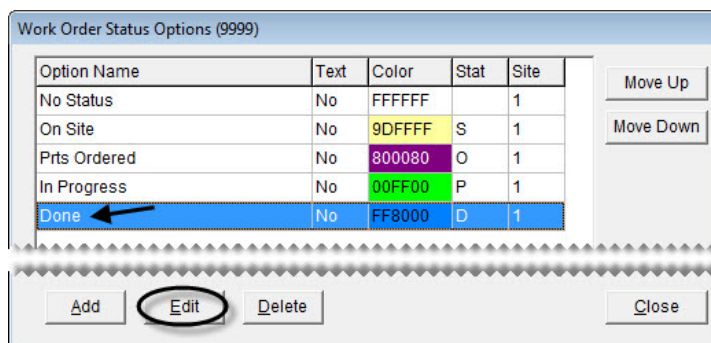 Work Order Status Options (9999)
Option Name Text Color Stat Site
No Status No FFFFFF 1
On Site No 9DFFFF S 1
Prts Ordered No 800080 O 1
In Progress No 00FF00 P 1
Done No FF8000 D 1
Move Up
Move Down
Add Edit Delete Close